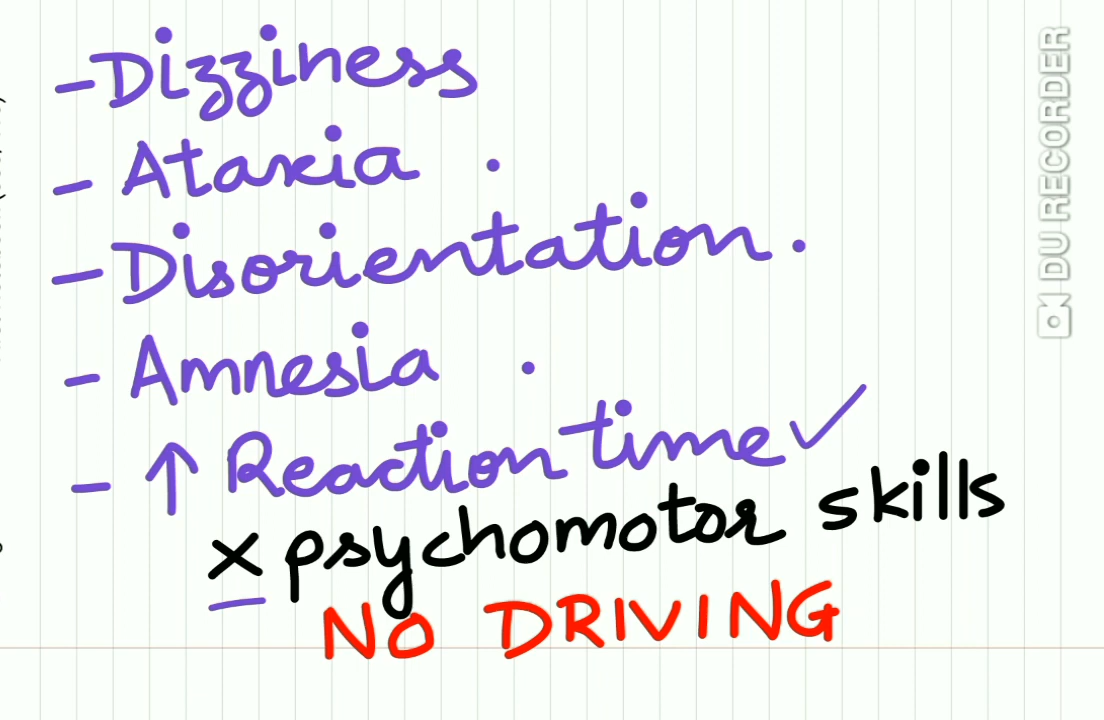 - Dizziness
- Ataxia .
- Disorientation .
- Amnesia .
- ↑ Reaction time ✓
× psychomotor skills
NO DRIVING
DU RECORDER